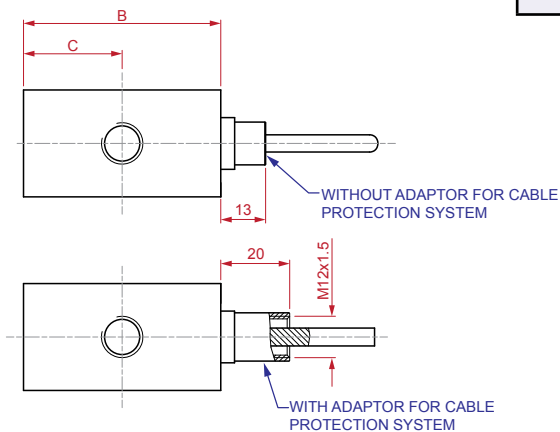 B
C
WITHOUT ADAPTOR FOR CABLE
PROTECTION SYSTEM
13
20
M12x1.5
WITH ADAPTOR FOR CABLE
PROTECTION SYSTEM